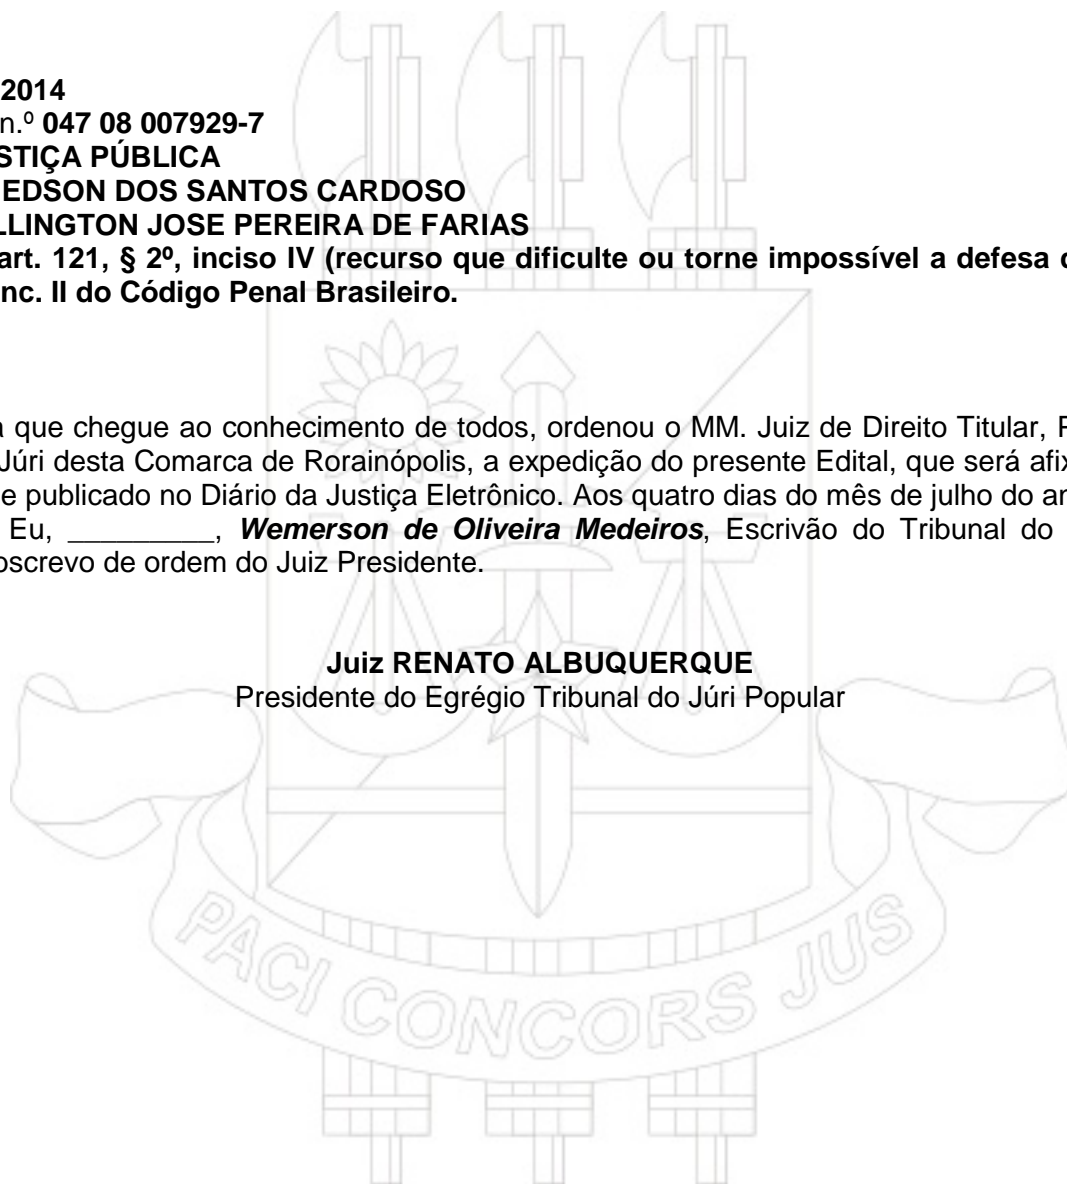 2014
n.º 047 08 007929-7
STIÇA PÚBLICA
EDSON DOS SANTOS CARDOSO
LLINGTON JOSE PEREIRA DE FARIAS
art. 121, § 2º, inciso IV (recurso que dificulte ou torne impossível a defesa
nc. II do Código Penal Brasileiro.
que chegue ao conhecimento de todos, ordenou o MM. Juiz de Direito Titular,
Júri desta Comarca de Rorainópolis, a expedição do presente Edital, que será afix
e publicado no Diário da Justiça Eletrônico. Aos quatro dias do mês de julho do
Eu, _________, Wemerson de Oliveira Medeiros, Escrivão do Tribunal do
oscrevo de ordem do Juiz Presidente.
Juiz RENATO ALBUQUERQUE
Presidente do Egrégio Tribunal do Júri Popular
PACI CONCORS JUS